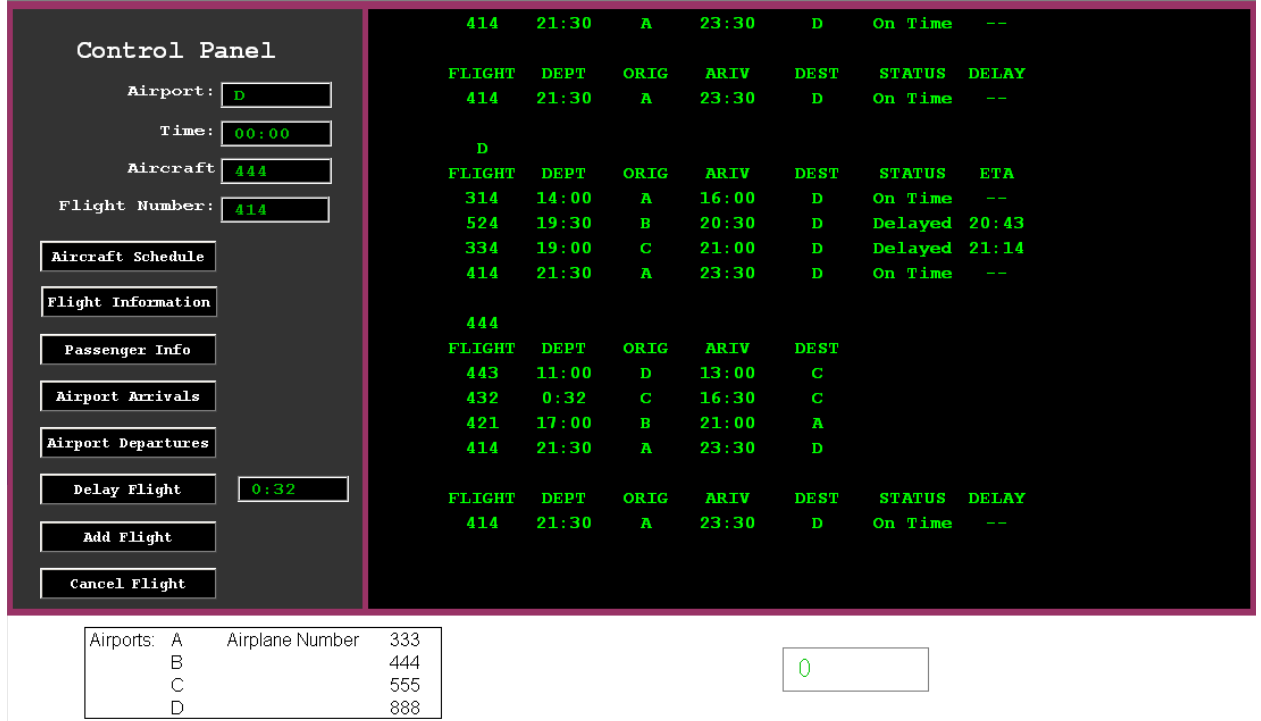 Control Panel
Airport: D
Time: 00:00
Aircraft 444
Flight Number: 414
Aircraft Schedule
Flight Information
Passenger Info
Airport Arrivals
Airport Departures
Delay Flight 0:32
Add Flight
Cancel Flight
414 21:30 A 23:30 D On Time --
FLIGHT DEPT ORIG ARIV DEST STATUS DELAY
414 21:30 A 23:30 D On Time --
D
FLIGHT DEPT ORIG ARIV DEST STATUS ETA
314 14:00 A 16:00 D On Time --
524 19:30 B 20:30 D Delayed 20:43
334 19:00 C 21:00 D Delayed 21:14
414 21:30 A 23:30 D On Time --
444
FLIGHT DEPT ORIG ARIV DEST
443 11:00 D 13:00 C
432 0:32 C 16:30 C
421 17:00 B 21:00 A
414 21:30 A 23:30 D
FLIGHT DEPT ORIG ARIV DEST STATUS DELAY
414 21:30 A 23:30 D On Time --
Airports: A Airplane Number 333
B 444
C 555
D 888
0